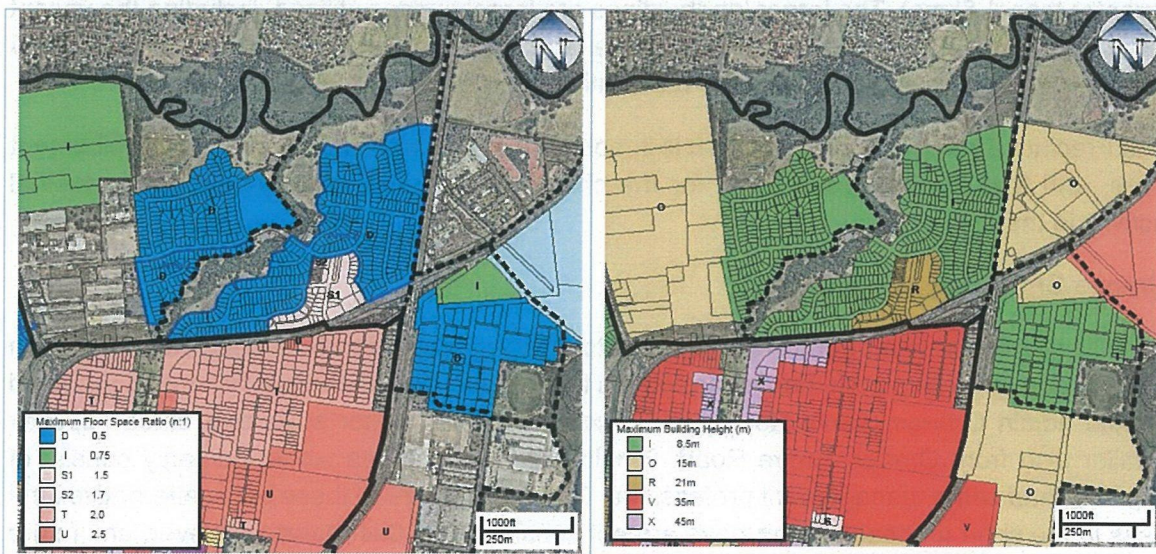 N
I
D
D
D
S1
D
I
D
T
T
U
T
U
Maximum Floor Space Ratio (n:1)
D 0.5
I 0.75
S1 1.5
S2 1.7
T 2.0
U 2.5
1000ft
250m
N
O
I
I
O
R
O
I
X
O
V
Maximum Building Height (m)
I 8.5m
O 15m
R 21m
V 35m
X 45m
1000ft
250m